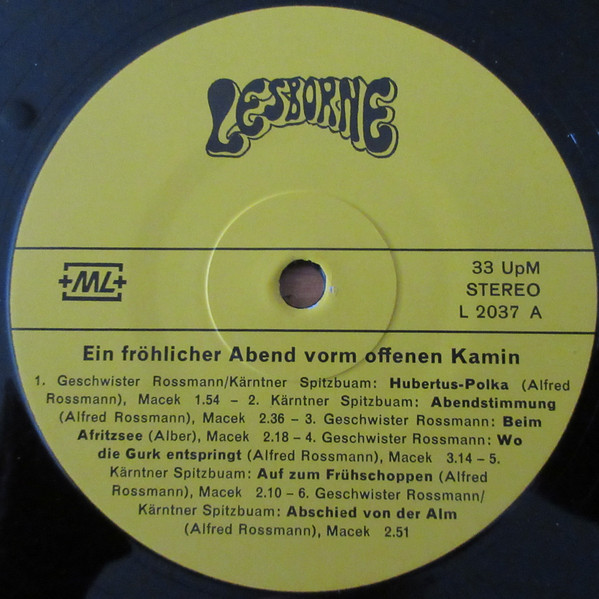 LESBORNE
+ML+
33 UpM
STEREO
L 2037 A
Ein fröhlicher Abend vorm offenen Kamin
1. Geschwister Rossmann/Kärntner Spitzbuam: Hubertus-Polka (Alfred
Rossmann), Macek 1.54 – 2. Kärntner Spitzbuam: Abendstimmung
(Alfred Rossmann), Macek 2.36 – 3. Geschwister Rossmann: Beim
Afritzsee (Alber), Macek 2.18 – 4. Geschwister Rossmann: Wo
die Gurk entspringt (Alfred Rossmann), Macek 3.14 – 5.
Kärntner Spitzbuam: Auf zum Frühschoppen (Alfred
Rossmann), Macek 2.10 – 6. Geschwister Rossmann/
Kärntner Spitzbuam: Abschied von der Alm
(Alfred Rossmann), Macek 2.51